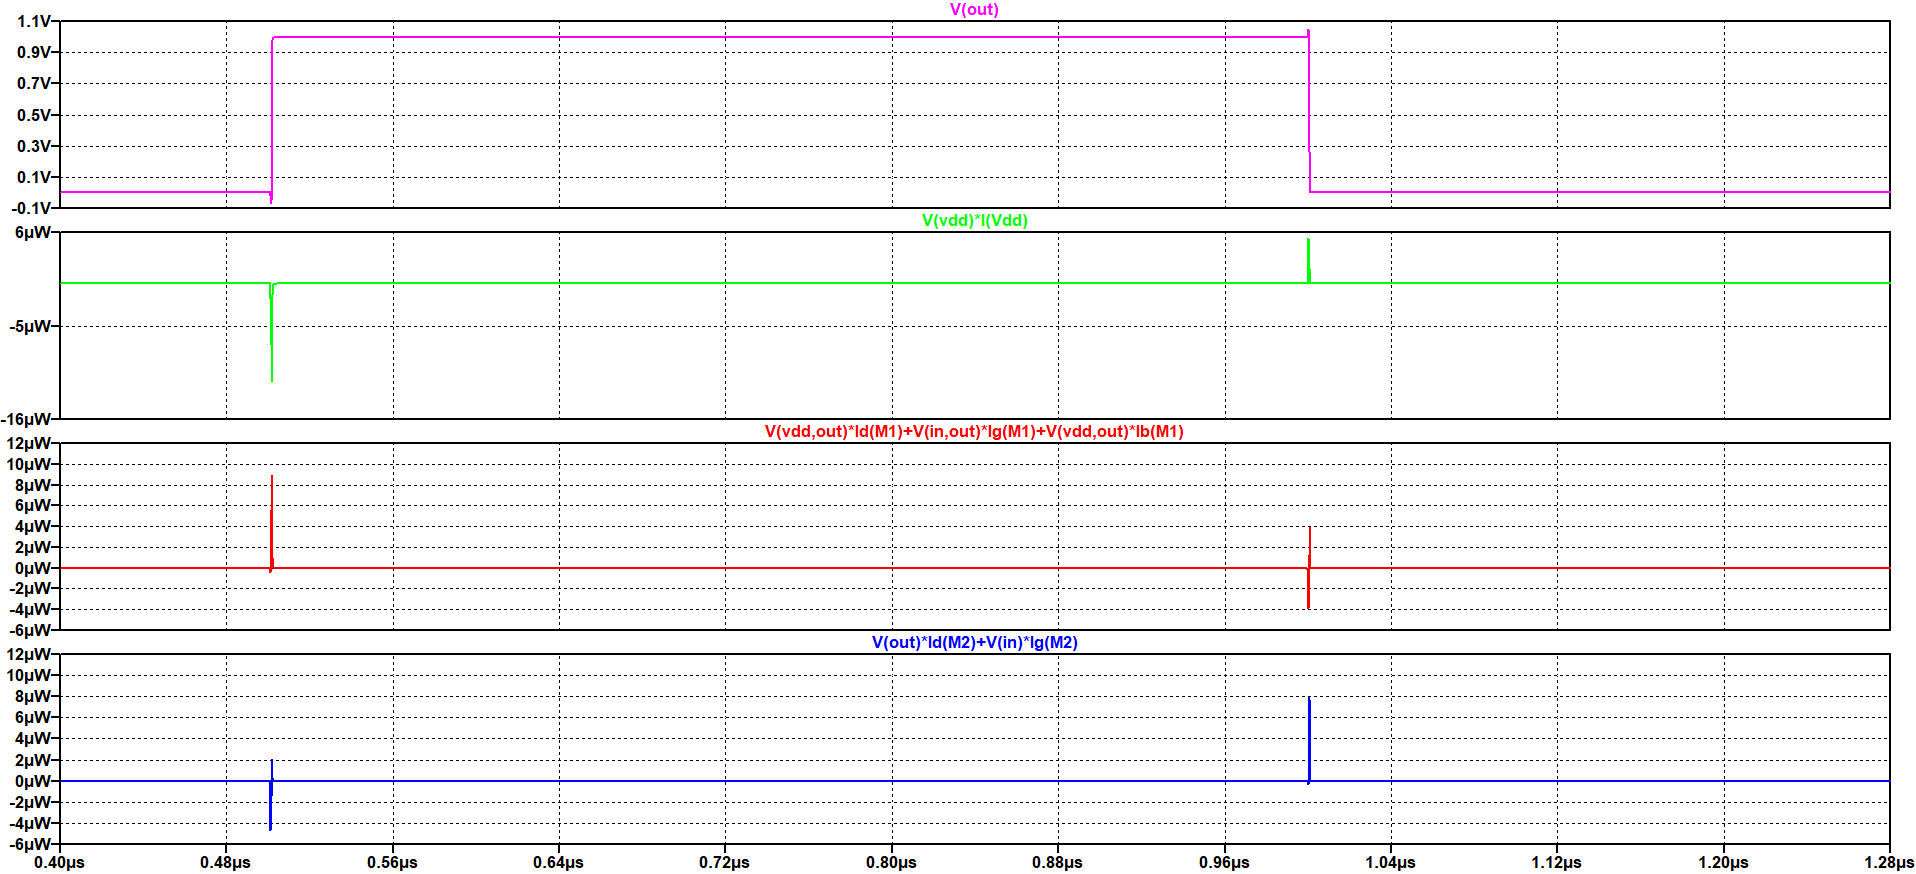 V(out)
1.1V
0.9V
0.7V
0.5V
0.3V
0.1V
-0.1V
V(vdd)*I(Vdd)
6µW
-5µW
-16µW
V(vdd,out)*Id(M1)+V(in,out)*Ig(M1)+V(vdd,out)*Ib(M1)
12µW
10µW
8µW
6µW
4µW
2µW
0µW
-2µW
-4µW
-6µW
V(out)*Id(M2)+V(in)*Ig(M2)
12µW
10µW
8µW
6µW
4µW
2µW
0µW
-2µW
-4µW
-6µW
0.40µs 0.48µs 0.56µs 0.64µs 0.72µs 0.80µs 0.88µs 0.96µs 1.04µs 1.12µs 1.20µs 1.28µs